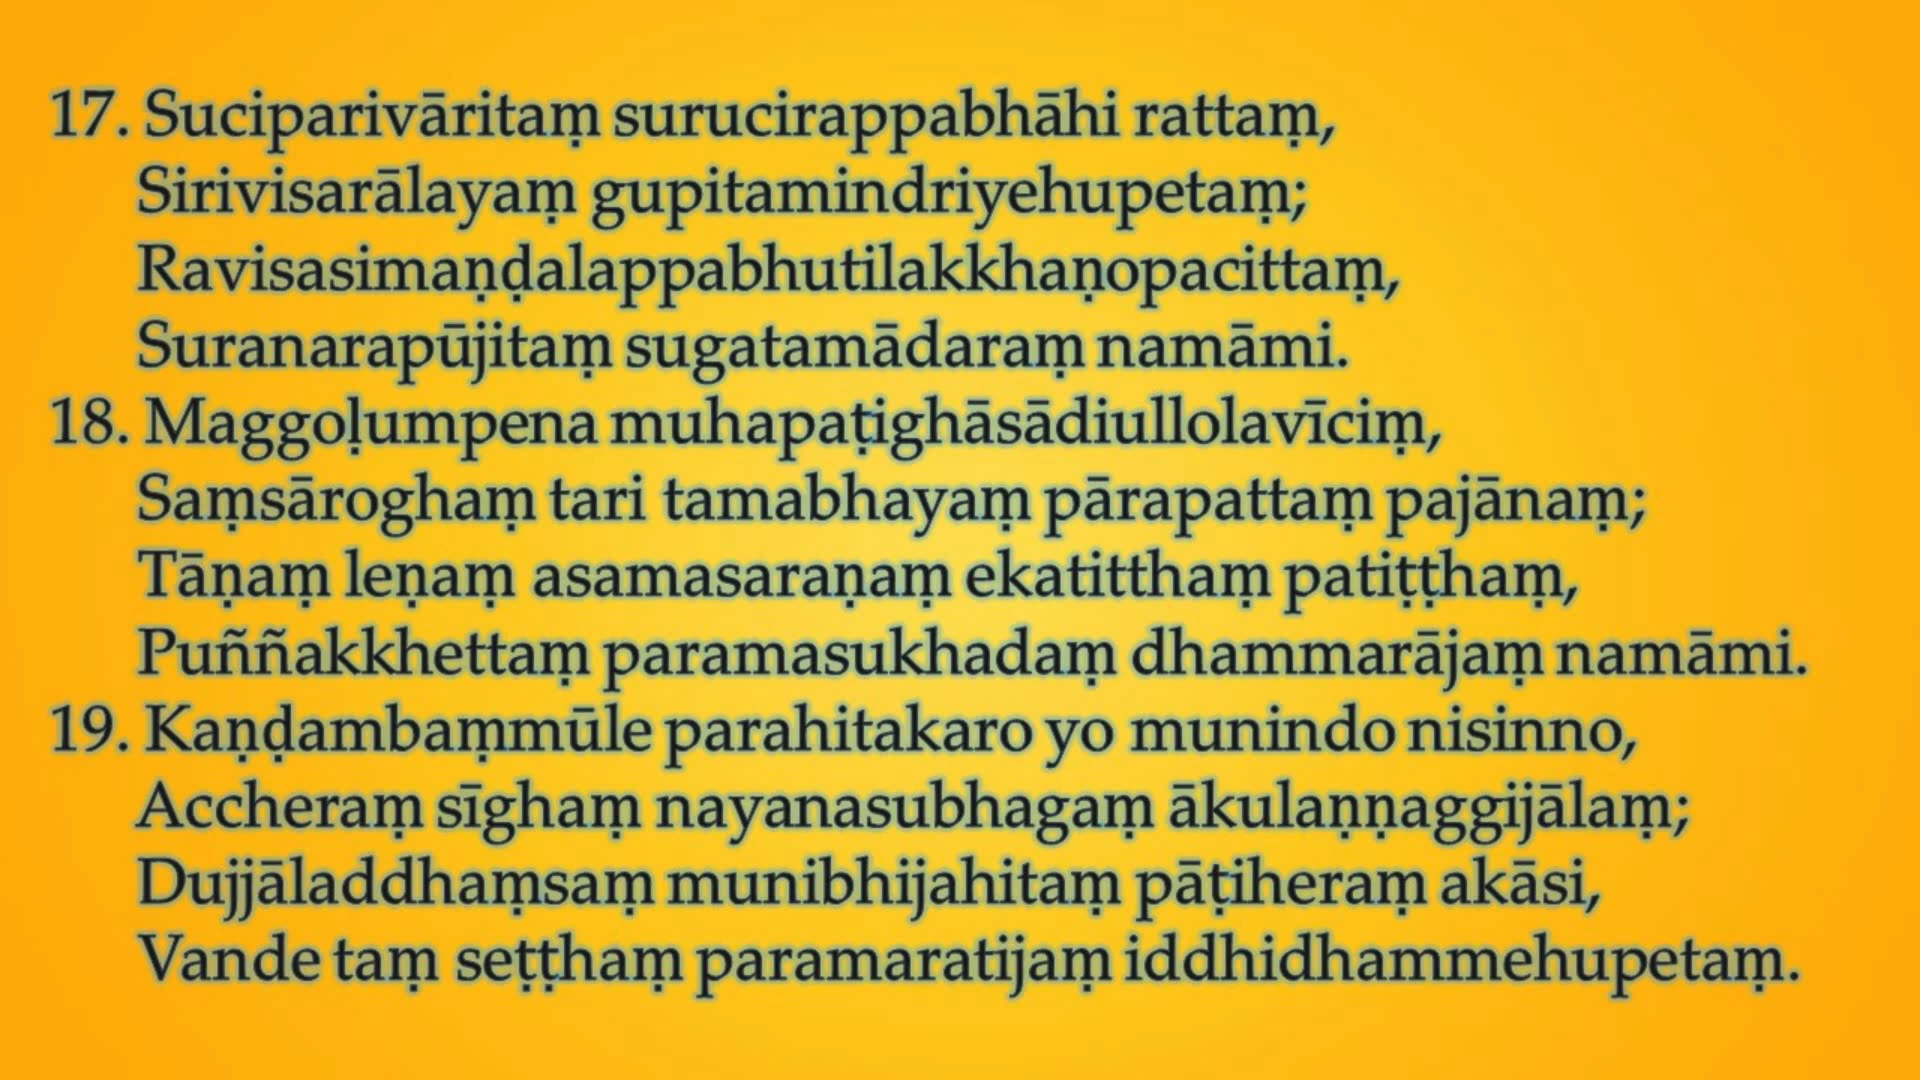 17. Suciparivāritaṃ surucirappabhāhi rattaṃ,
Sirivisarālayaṃ gupitamindriyehupetaṃ;
Ravisasimaṇḍalappabhutilakkhaṇopacittaṃ,
Suranarapūjitaṃ sugatamādaraṃ namāmi.
18. Maggoḷumpena muhapaṭighāsādiullolavīciṃ,
Saṃsāroghaṃ tari tamabhayaṃ pārapattaṃ pajānaṃ;
Tāṇaṃ leṇaṃ asamasaraṇaṃ ekatitthaṃ patiṭṭhaṃ,
Puññakkhettaṃ paramasukhadaṃ dhammarājaṃ namāmi.
19. Kaṇḍambaṃmūle parahitakaro yo munindo nisinno,
Accheraṃ sīghaṃ nayanasubhagaṃ ākulaṇṇaggijālaṃ;
Dujjāladdhaṃsaṃ munibhijahitaṃ pāṭiheraṃ akāsi,
Vande taṃ seṭṭhaṃ paramaratijaṃ iddhidhammehupetaṃ.